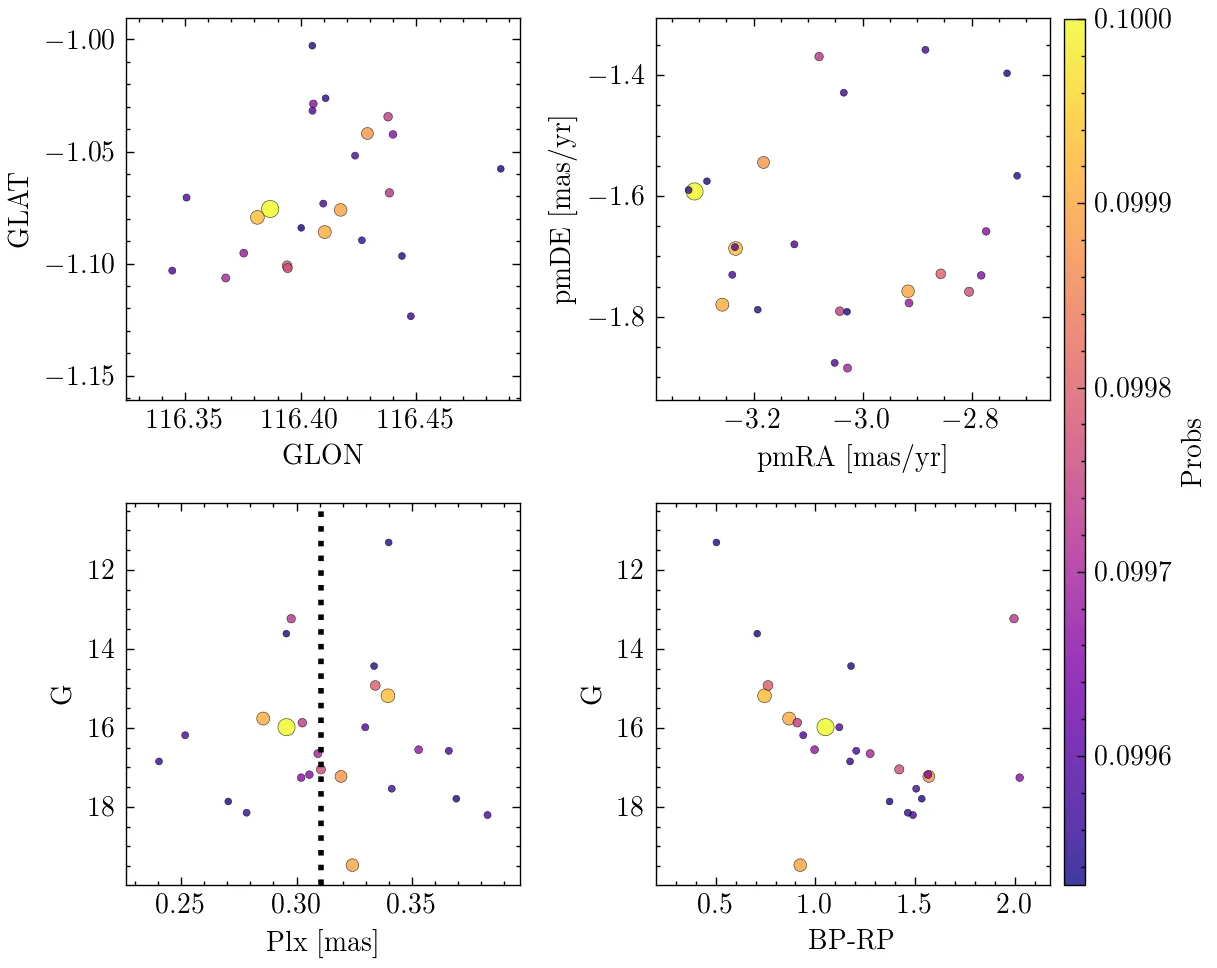 −1.00
−1.05
−1.10
−1.15
GLAT
116.35 116.40 116.45
GLON
−1.4
−1.6
−1.8
pmDE [mas/yr]
−3.2 −3.0 −2.8
pmRA [mas/yr]
12
14
16
18
G
0.25 0.30 0.35
Plx [mas]
12
14
16
18
G
0.5 1.0 1.5 2.0
BP-RP
0.1000
0.0999
0.0998
0.0997
0.0996
Probs